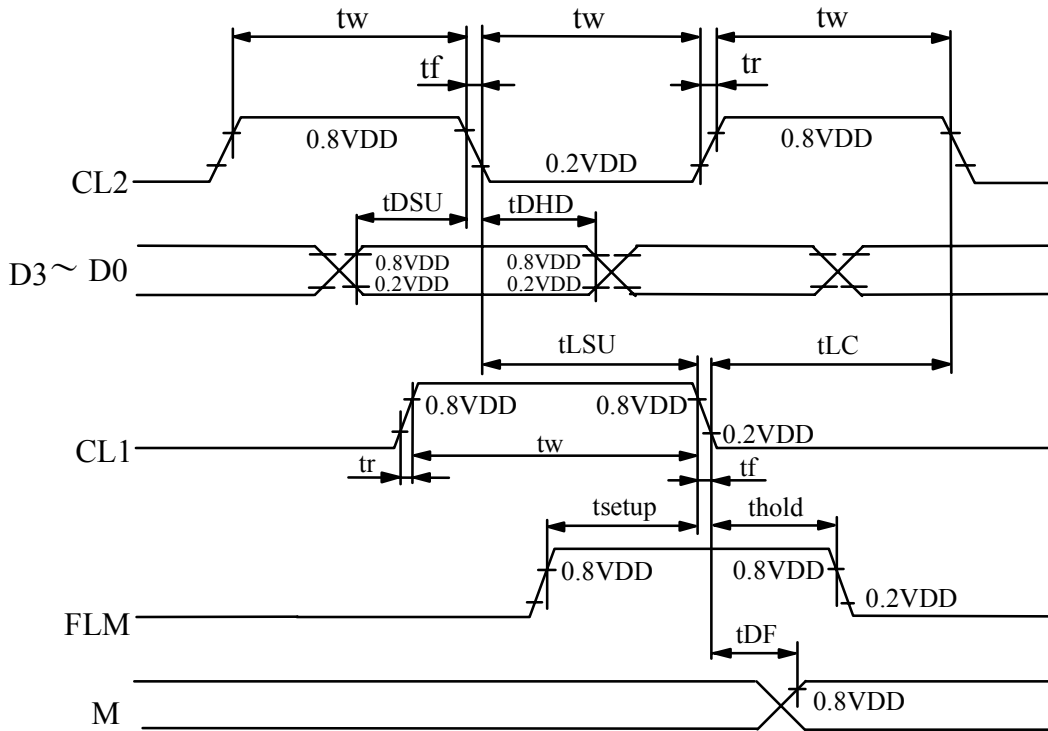 tw tw tw
tf tr
0.8VDD 0.8VDD
0.2VDD
CL2
tDSU tDHD
D3～D0
0.8VDD 0.8VDD
0.2VDD 0.2VDD
tLSU tLC
0.8VDD 0.8VDD
0.2VDD
CL1
tw
tr tf
tsetup thold
0.8VDD 0.8VDD
0.2VDD
FLM
tDF
0.8VDD
M